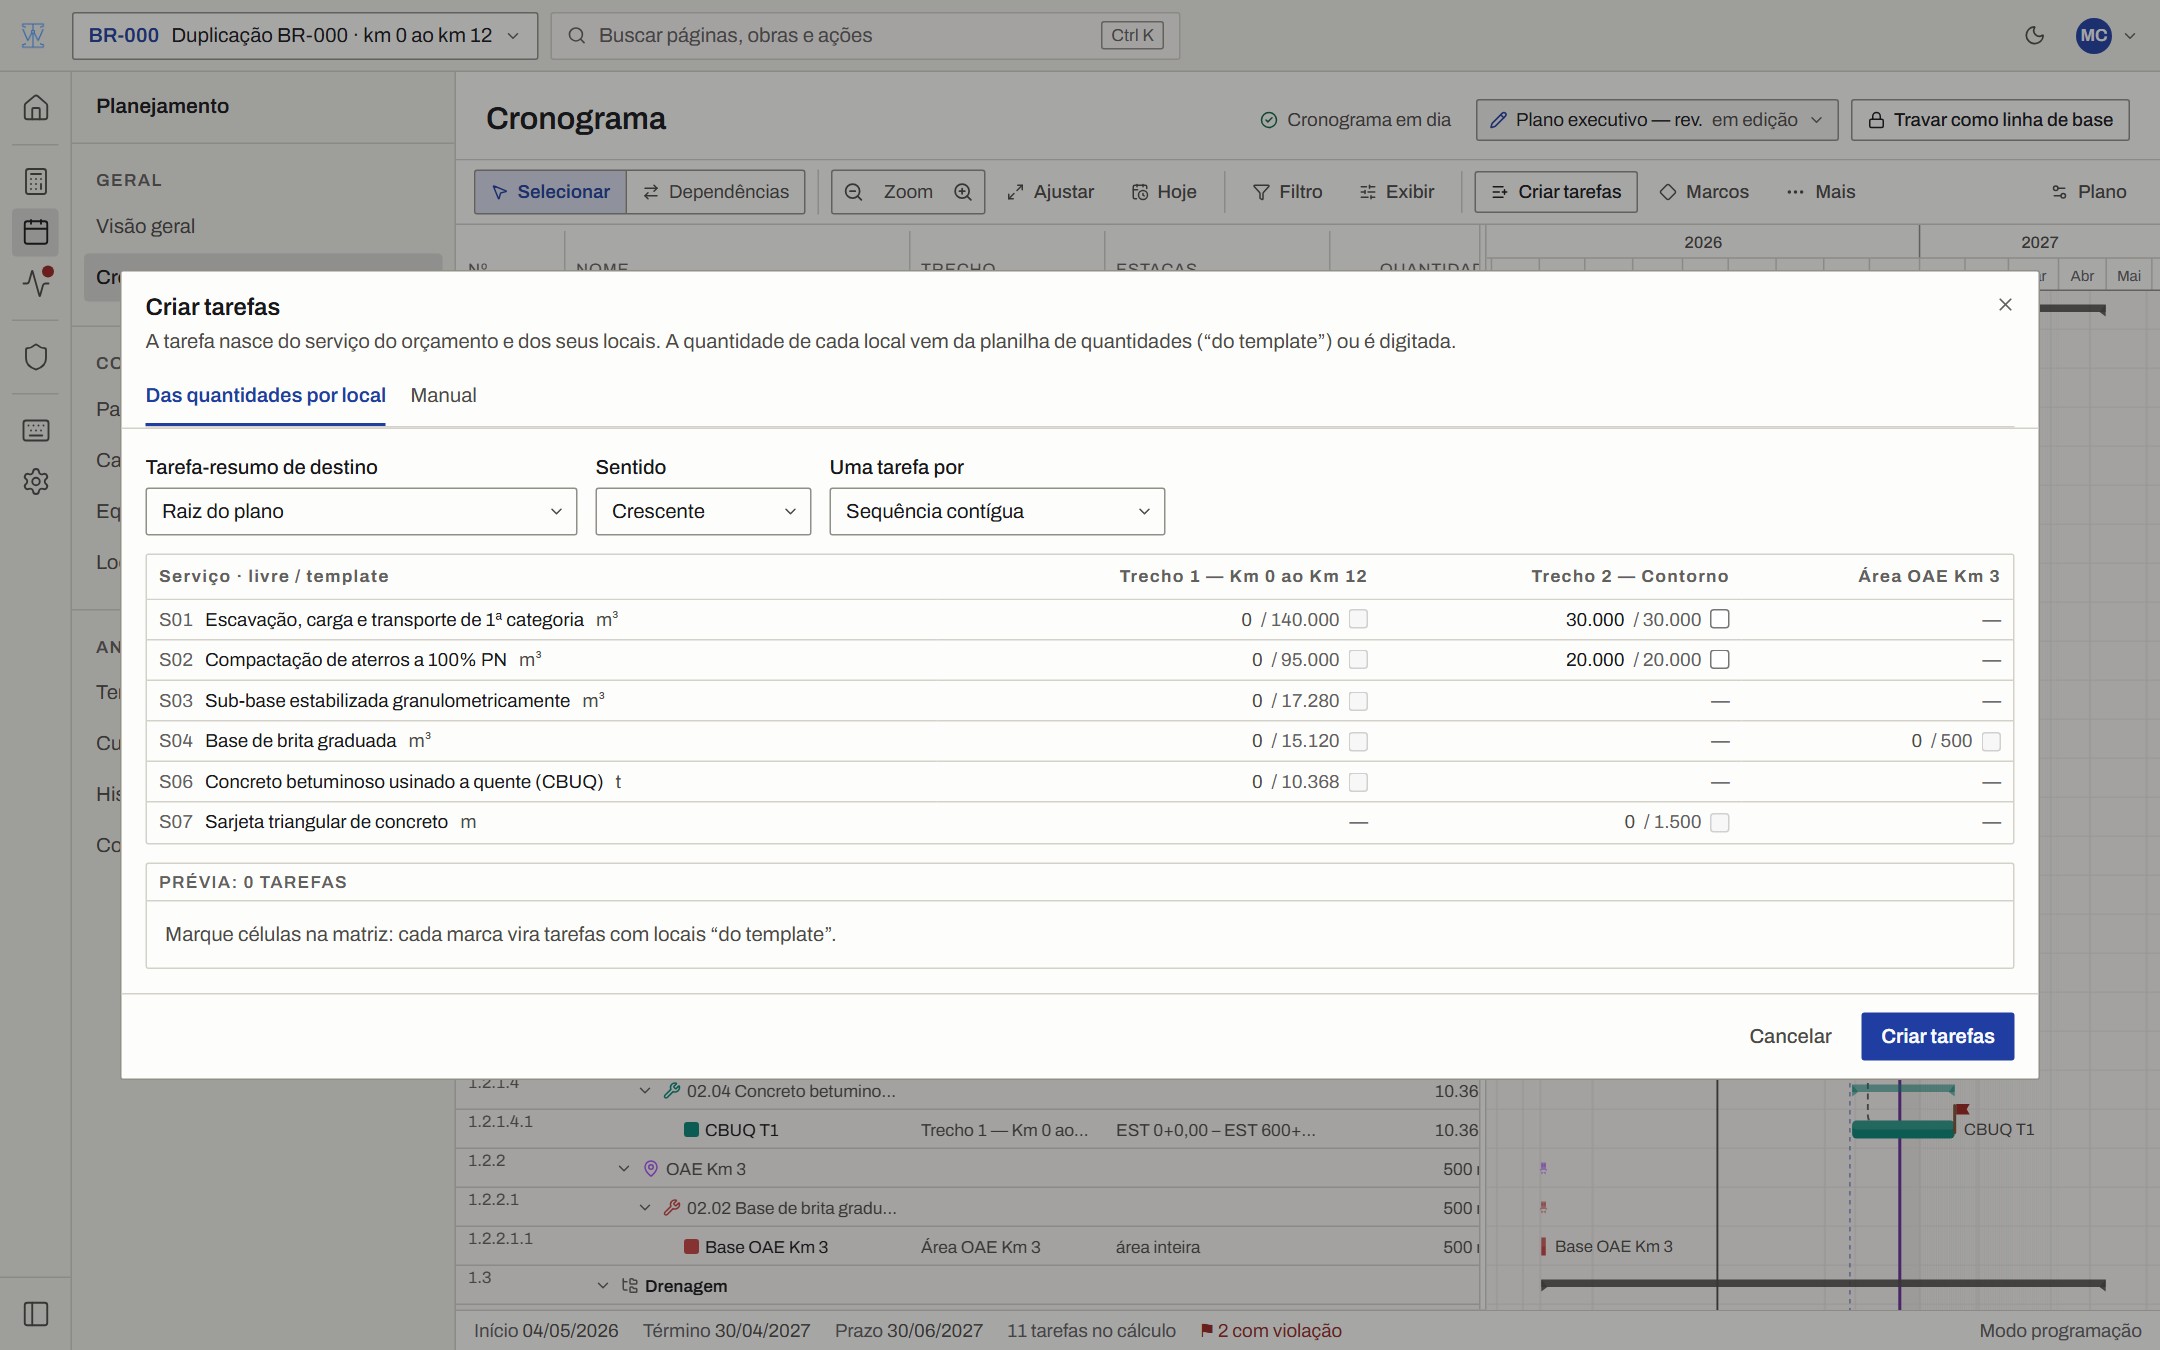 BR-000 Duplicação BR-000 · km 0 ao km 12
Buscar páginas, obras e ações
Ctrl K
MC
Planejamento
GERAL
Visão geral
Cronograma
Cronograma em dia
Plano executivo — rev. em edição
Travar como linha de base
Selecionar
Dependências
Zoom
Ajustar
Hoje
Filtro
Exibir
Criar tarefas
Marcos
Mais
Plano
Nº
NOME
TRECHO
ESTACAS
2026
2027
Abr
Mai
Criar tarefas
A tarefa nasce do serviço do orçamento e dos seus locais. A quantidade de cada local vem da planilha de quantidades (“do template”) ou é digitada.
Das quantidades por local
Manual
Tarefa-resumo de destino
Sentido
Uma tarefa por
Raiz do plano
Crescente
Sequência contígua
Serviço · livre / template
Trecho 1 — Km 0 ao Km 12
Trecho 2 — Contorno
Área OAE Km 3
S01 Escavação, carga e transporte de 1ª categoria m³ 0 / 140.000 30.000 / 30.000 —
S02 Compactação de aterros a 100% PN m³ 0 / 95.000 20.000 / 20.000 —
S03 Sub-base estabilizada granulometricamente m³ 0 / 17.280 — —
S04 Base de brita graduada m³ 0 / 15.120 — 0 / 500
S06 Concreto betuminoso usinado a quente (CBUQ) t 0 / 10.368 — —
S07 Sarjeta triangular de concreto m — 0 / 1.500 —
PRÉVIA: 0 TAREFAS
Marque células na matriz: cada marca vira tarefas com locais “do template”.
Cancelar
Criar tarefas
1.2.1.4 02.04 Concreto betumino... 10.36
1.2.1.4.1 CBUQ T1 Trecho 1 — Km 0 ao... EST 0+0,00 – EST 600+... 10.36
CBUQ T1
1.2.2 OAE Km 3 500
1.2.2.1 02.02 Base de brita gradu... 500
1.2.2.1.1 Base OAE Km 3 Área OAE Km 3 área inteira 500
Base OAE Km 3
1.3 Drenagem
Início 04/05/2026
Término 30/04/2027
Prazo 30/06/2027
11 tarefas no cálculo
2 com violação
Modo programação